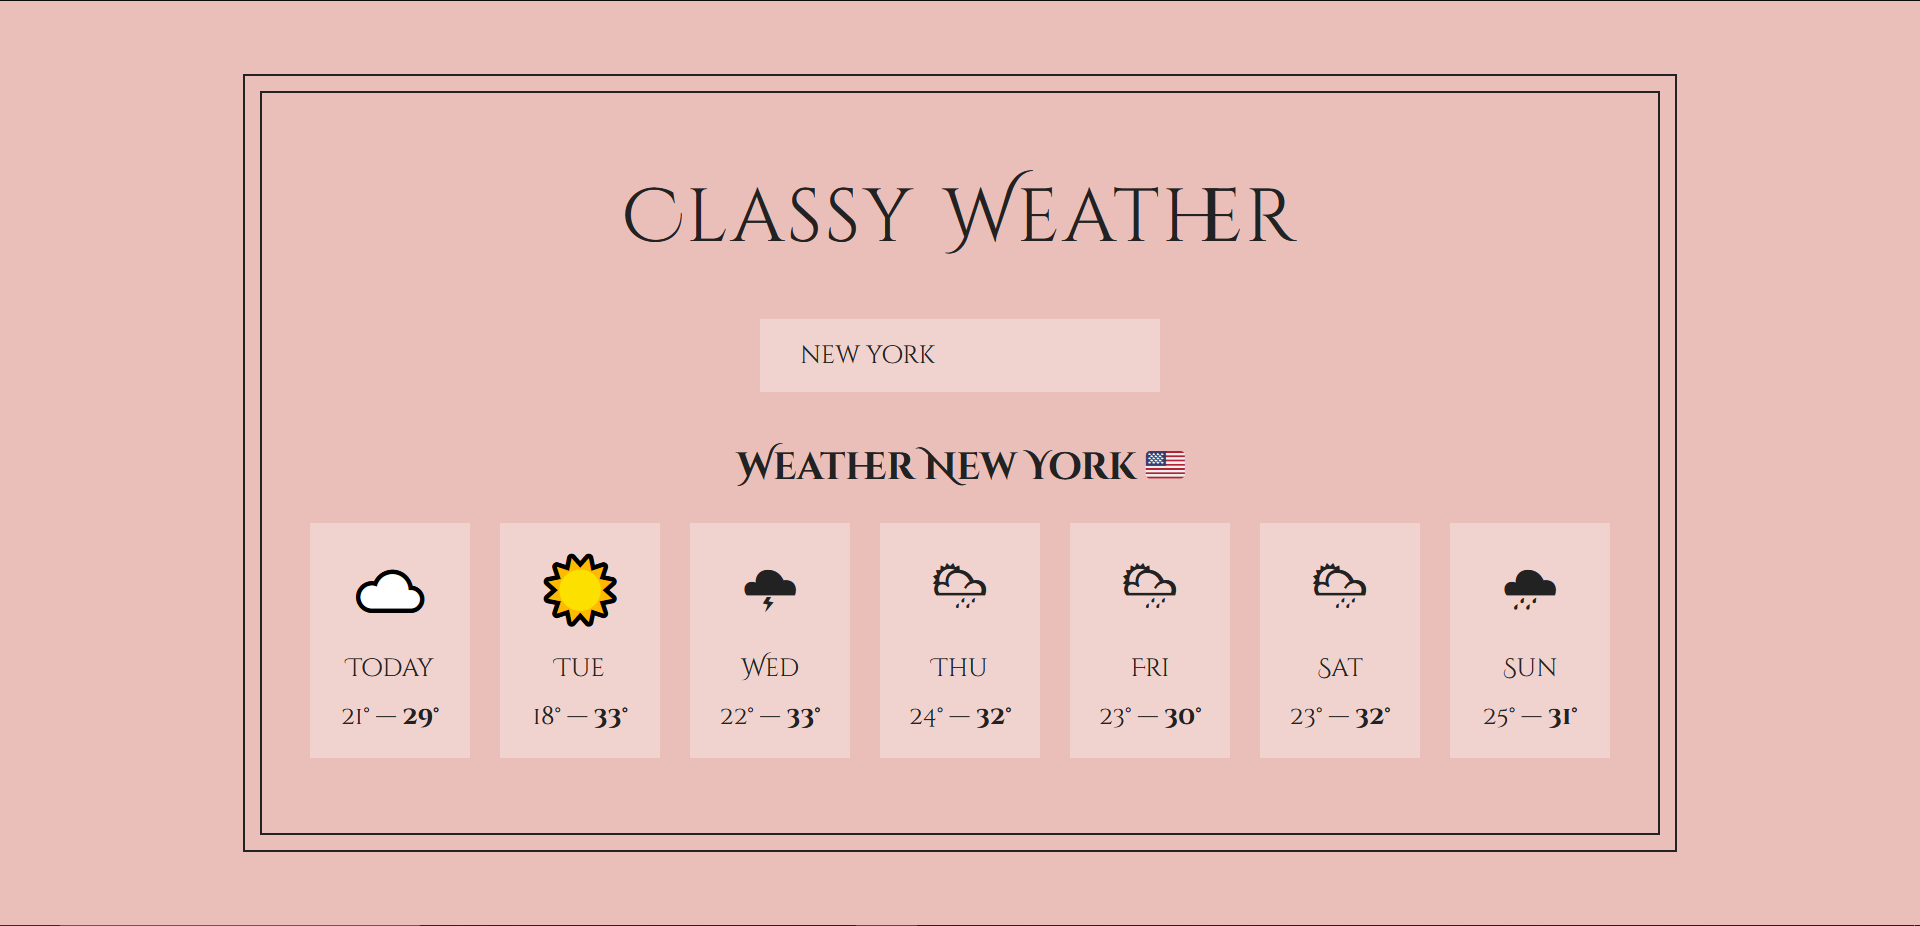 Classy Weather
NEW YORK
Weather New York
Today
21° — 29°
Tue
18° — 33°
Wed
22° — 33°
Thu
24° — 32°
Fri
23° — 30°
Sat
23° — 32°
Sun
25° — 31°